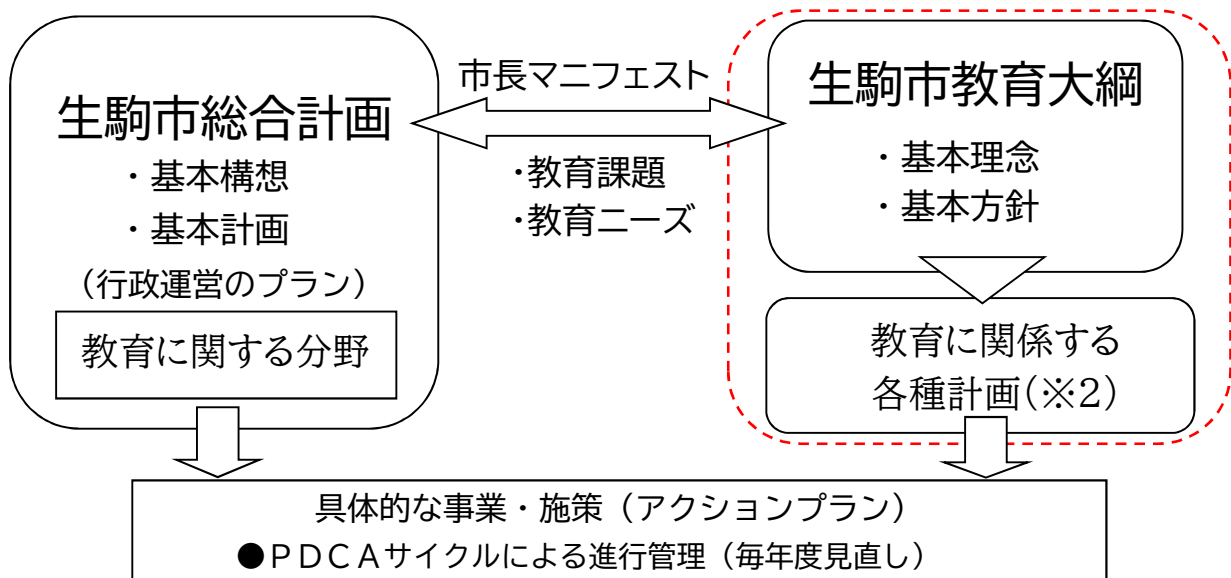 生駒市総合計画
・基本構想
・基本計画
（行政運営のプラン）
教育に関する分野
市長マニフェスト
・教育課題
・教育ニーズ
生駒市教育大綱
・基本理念
・基本方針
教育に関係する
各種計画（※2）
具体的な事業・施策（アクションプラン）
●ＰＤＣＡサイクルによる進行管理（毎年度見直し）